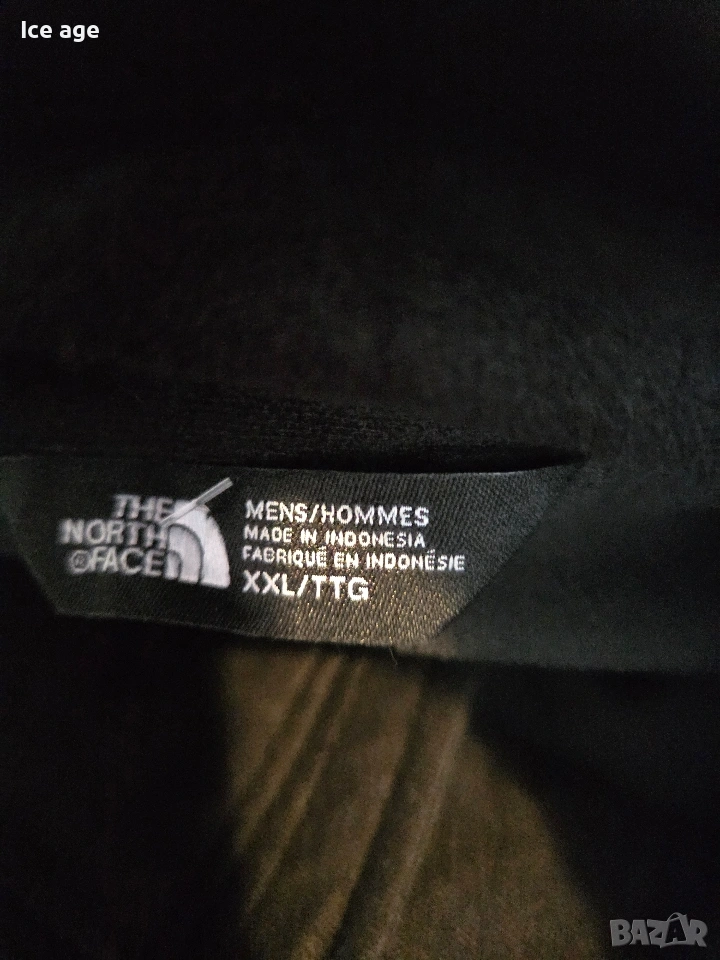 Ice age
THE
NORTH
®FACE
MENS/HOMMES
MADE IN INDONESIA
FABRIQUÉ EN INDONÉSIE
XXL/TTG
BAZAR